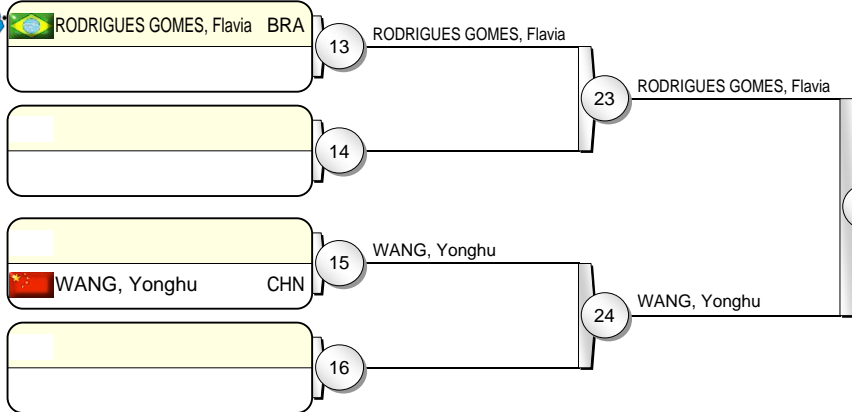 RODRIGUES GOMES, Flavia BRA
13
RODRIGUES GOMES, Flavia
23
RODRIGUES GOMES, Flavia
14
WANG, Yonghu CHN
15
WANG, Yonghu
24
WANG, Yonghu
16